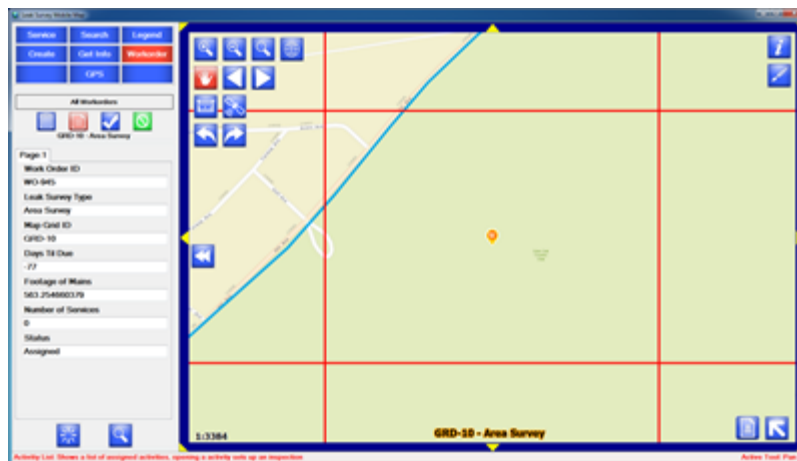 Leak Survey Mobile Map
Service Search Legend
Create Get Info Workorder
GPS
All Workorders
GRD-10 - Area Survey
Page 1
Work Order ID
WO-945
Leak Survey Type
Area Survey
Map Grid ID
GRD-10
Days Til Due
-77
Footage of Mains
583.254660379
Number of Services
0
Status
Assigned
1:3384
GRD-10 - Area Survey
Activity List: Shows a list of assigned activities, opening a activity sets up an inspection
Active Tool: Pan